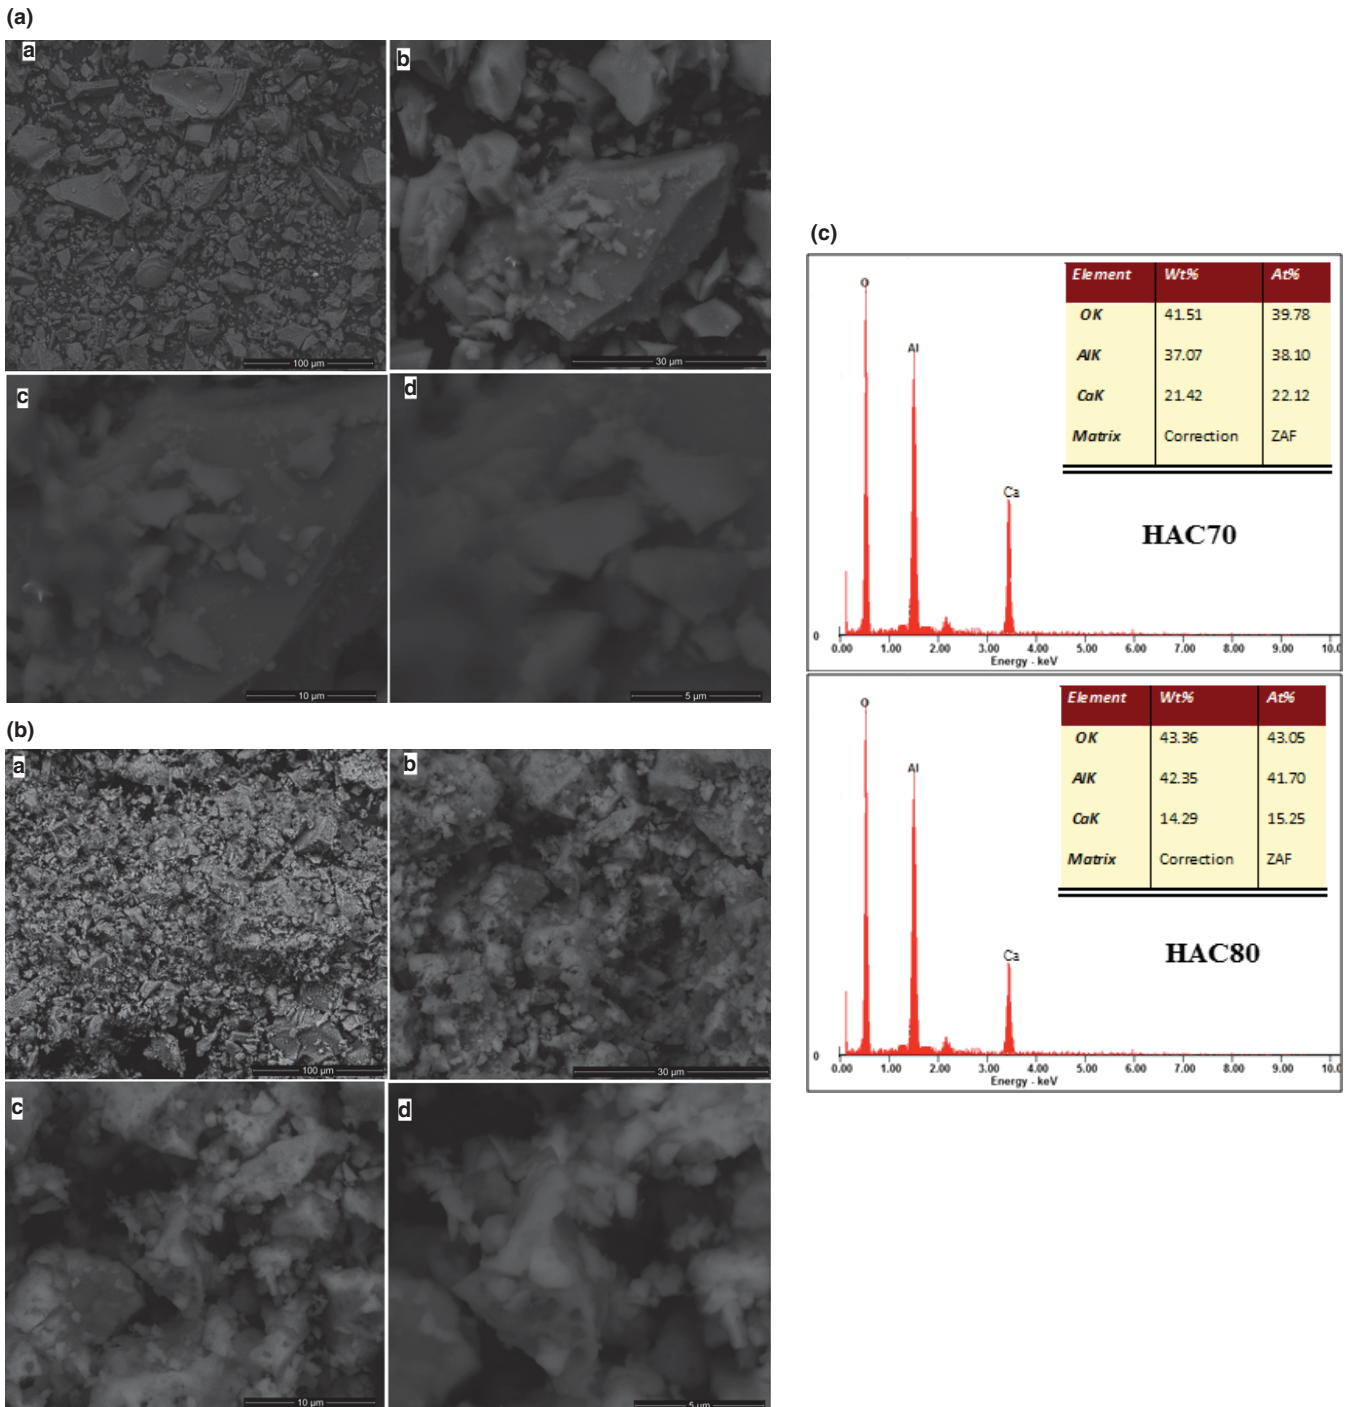 (a)
a
b
100 µm
30 µm
c
d
10 µm
5 µm
(b)
a
b
100 µm
30 µm
c
d
10 µm
5 µm
(c)
Element Wt% At%
OK 41.51 39.78
AlK 37.07 38.10
CaK 21.42 22.12
Matrix Correction ZAF
O
Al
Ca
HAC70
0
0.00 1.00 2.00 3.00 4.00 5.00 6.00 7.00 8.00 9.00 10.0
Energy - keV
Element Wt% At%
OK 43.36 43.05
AlK 42.35 41.70
CaK 14.29 15.25
Matrix Correction ZAF
O
Al
Ca
HAC80
0
0.00 1.00 2.00 3.00 4.00 5.00 6.00 7.00 8.00 9.00 10.0
Energy - keV